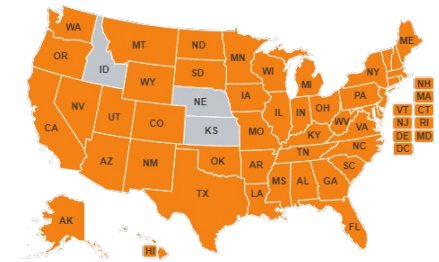 WA
MT
ND
MN
ME
OR
ID
WY
SD
WI
MI
NY
NH
MA
VT CT
NJ RI
DE MD
DC
NV
UT
CO
NE
IA
IL
IN
OH
PA
CA
KS
MO
KY
WV
VA
AZ
NM
OK
AR
TN
NC
SC
TX
LA
MS
AL
GA
FL
AK
HI